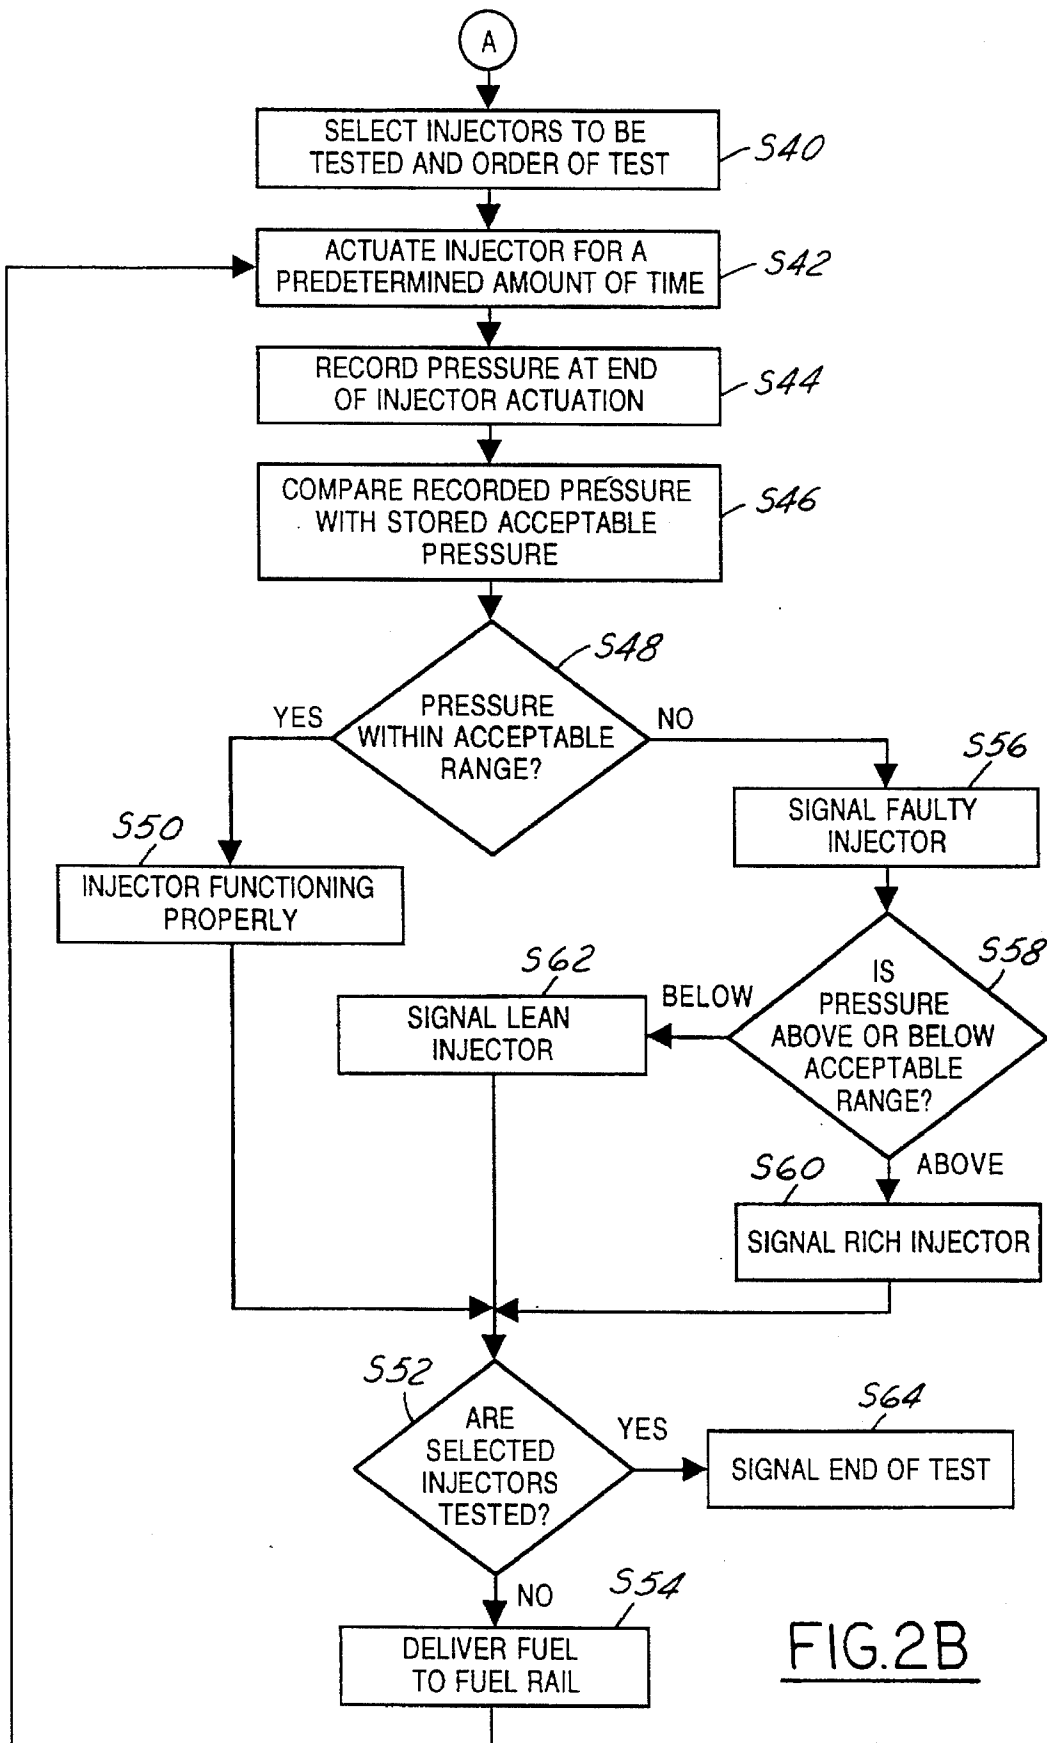 A
SELECT INJECTORS TO BE
TESTED AND ORDER OF TEST
S40
ACTUATE INJECTOR FOR A
PREDETERMINED AMOUNT OF TIME
S42
RECORD PRESSURE AT END
OF INJECTOR ACTUATION
S44
COMPARE RECORDED PRESSURE
WITH STORED ACCEPTABLE
PRESSURE
S46
S48
PRESSURE
WITHIN ACCEPTABLE
RANGE?
YES
NO
S56
SIGNAL FAULTY
INJECTOR
S50
INJECTOR FUNCTIONING
PROPERLY
S58
IS
PRESSURE
ABOVE OR BELOW
ACCEPTABLE
RANGE?
BELOW
S62
SIGNAL LEAN
INJECTOR
ABOVE
S60
SIGNAL RICH INJECTOR
S52
ARE
SELECTED
INJECTORS
TESTED?
YES
S64
SIGNAL END OF TEST
NO
S54
DELIVER FUEL
TO FUEL RAIL
FIG.2B